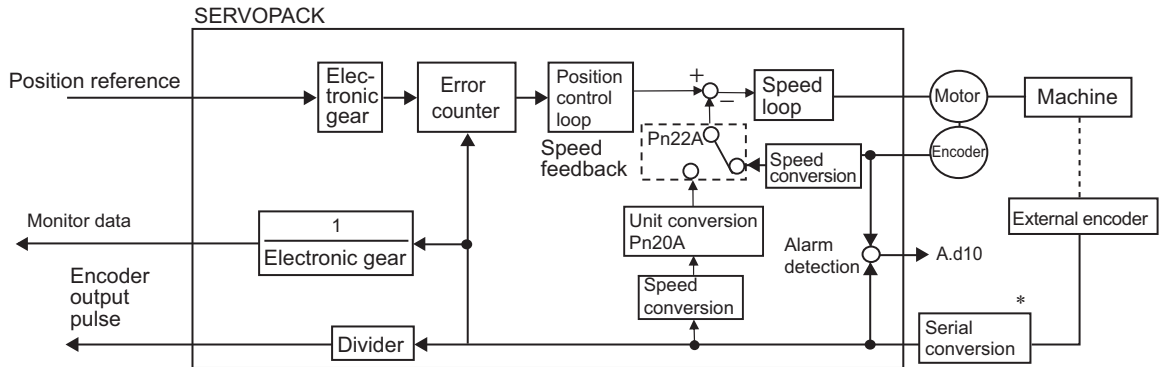 SERVOPACK
Position reference
Elec-
tronic
gear
Error
counter
Position
control
loop
+
−
Speed
loop
Motor
Machine
Encoder
Speed
feedback
Pn22A
Speed
conversion
External encoder
Monitor data
1
Electronic gear
Unit conversion
Pn20A
Alarm
detection
A.d10
Speed
conversion
Encoder
output
pulse
Divider
*
Serial
conversion